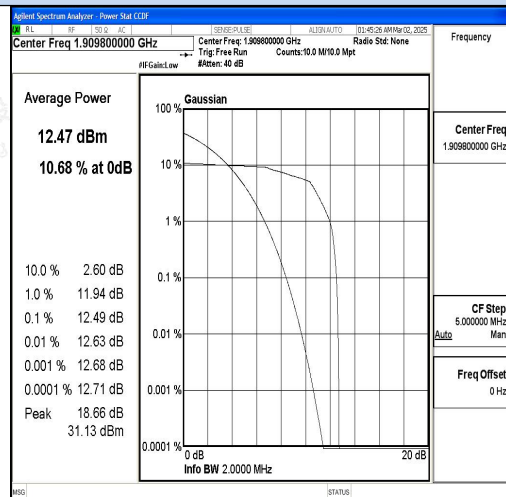 Agilent Spectrum Analyzer - Power Stat CCDF
RL RF 50 Ω AC SENSE:PULSE ALIGN AUTO 01:45:26 AM Mar 02, 2025
Center Freq 1.909800000 GHz
Center Freq: 1.909800000 GHz Radio Std: None
Trig: Free Run Counts:10.0 M/10.0 Mpt
#IFGain:Low #Atten: 40 dB
Frequency
Average Power
12.47 dBm
10.68 % at 0dB
10.0 % 2.60 dB
1.0 % 11.94 dB
0.1 % 12.49 dB
0.01 % 12.63 dB
0.001 % 12.68 dB
0.0001 % 12.71 dB
Peak 18.66 dB
31.13 dBm
Gaussian
100 %
10 %
1 %
0.1 %
0.01 %
0.001 %
0.0001 %
0 dB 20 dB
Info BW 2.0000 MHz
Center Freq
1.909800000 GHz
CF Step
5.000000 MHz
Auto Man
Freq Offset
0 Hz
MSG STATUS